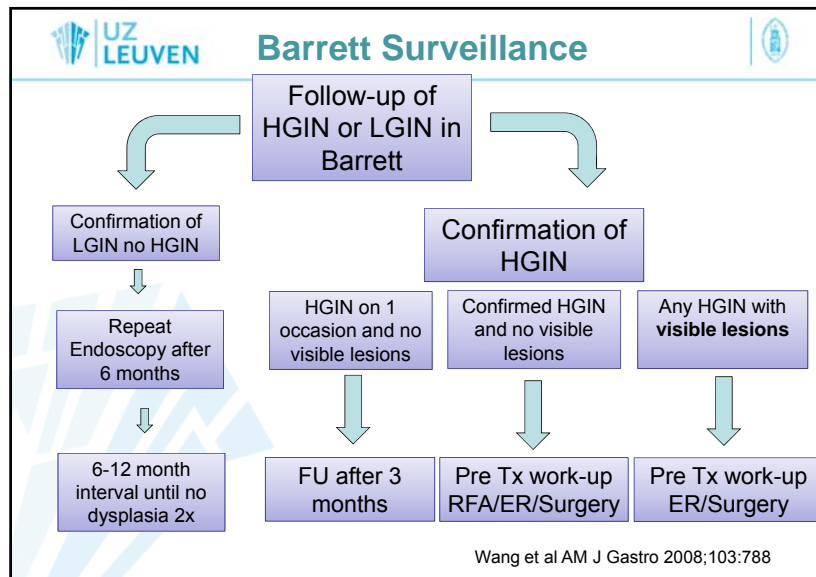 UZ
LEUVEN
Barrett Surveillance
Follow-up of
HGIN or LGIN in
Barrett
Confirmation of
LGIN no HGIN
Repeat
Endoscopy after
6 months
6-12 month
interval until no
dysplasia 2x
Confirmation of
HGIN
HGIN on 1
occasion and no
visible lesions
FU after 3
months
Confirmed HGIN
and no visible
lesions
Pre Tx work-up
RFA/ER/Surgery
Any HGIN with
visible lesions
Pre Tx work-up
ER/Surgery
Wang et al AM J Gastro 2008;103:788